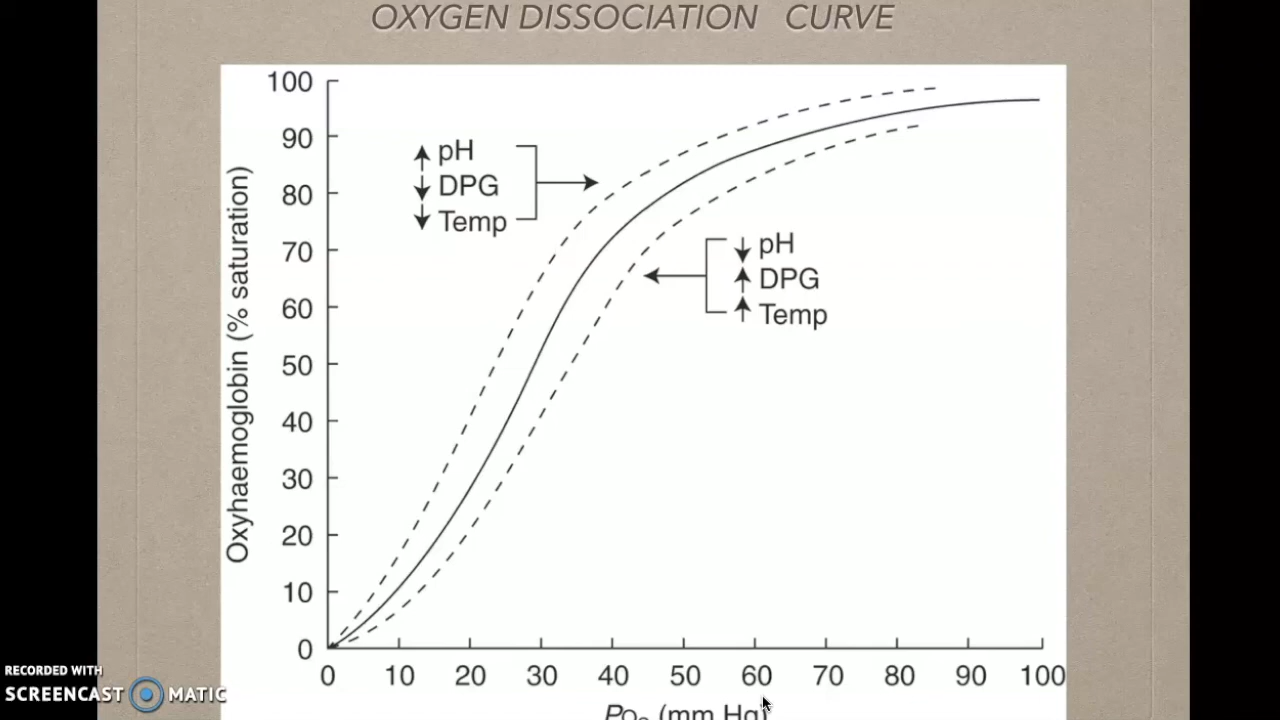 OXYGEN DISSOCIATION CURVE
100
90
80
70
60
50
40
30
20
10
0
Oxyhaemoglobin (% saturation)
↑ pH
↓ DPG
↓ Temp
↓ pH
↑ DPG
↑ Temp
0 10 20 30 40 50 60 70 80 90 100
PO₂ (mm Hg)
RECORDED WITH
SCREENCAST MATIC